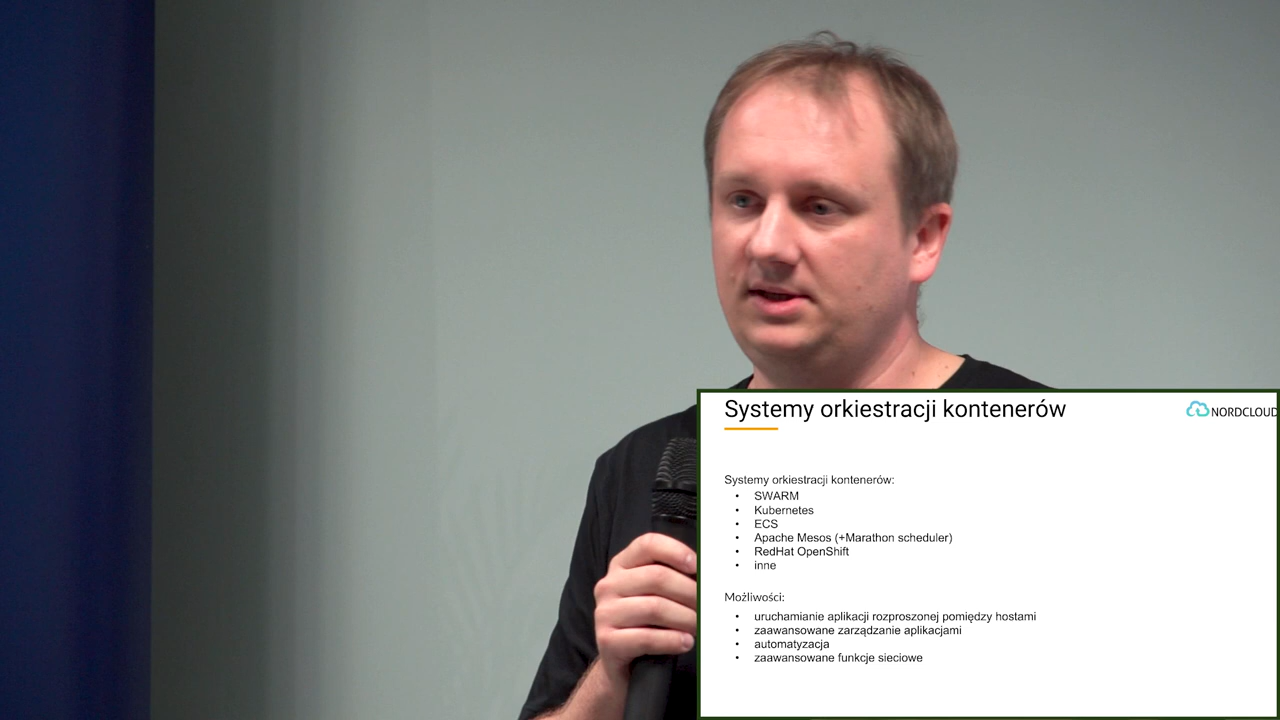 Systemy orkiestracji kontenerów
NORDCLOUD
Systemy orkiestracji kontenerów:
• SWARM
• Kubernetes
• ECS
• Apache Mesos (+Marathon scheduler)
• RedHat OpenShift
• inne
Możliwości:
• uruchamianie aplikacji rozproszonej pomiędzy hostami
• zaawansowane zarządzanie aplikacjami
• automatyzacja
• zaawansowane funkcje sieciowe